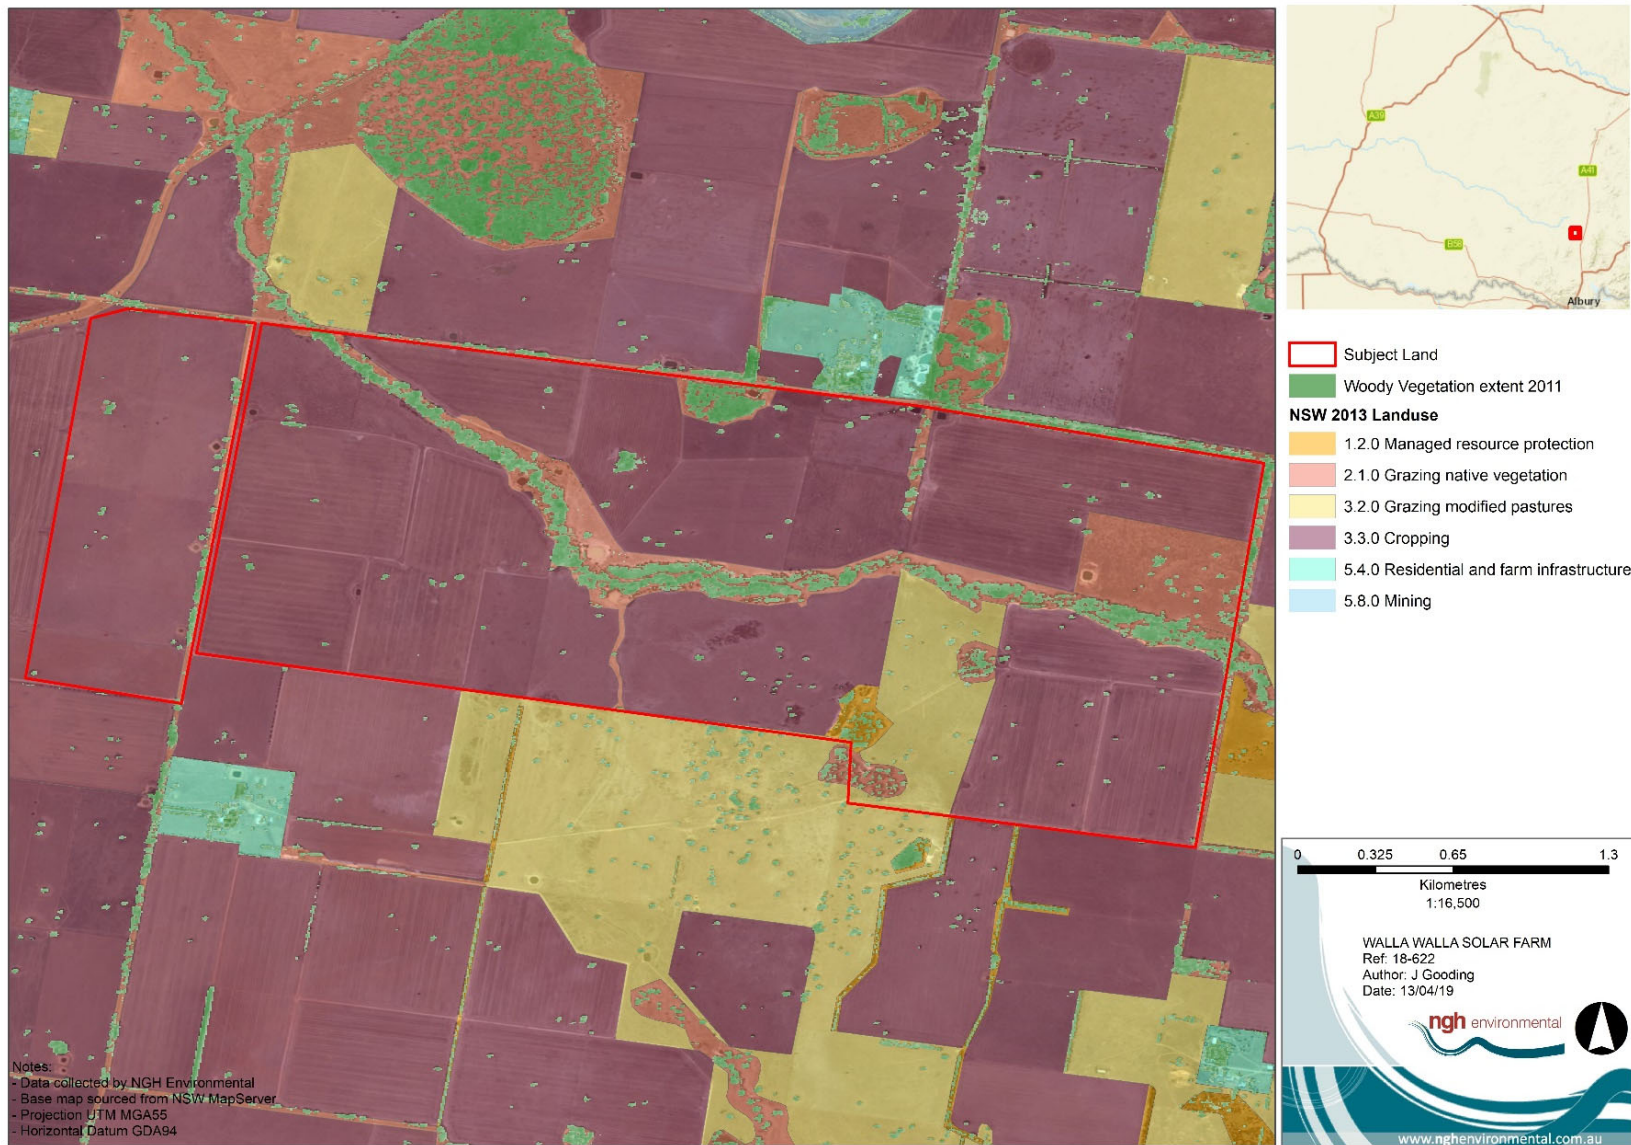 A39
A41
B58
Albury
Subject Land
Woody Vegetation extent 2011
NSW 2013 Landuse
1.2.0 Managed resource protection
2.1.0 Grazing native vegetation
3.2.0 Grazing modified pastures
3.3.0 Cropping
5.4.0 Residential and farm infrastructure
5.8.0 Mining
0 0.325 0.65 1.3
Kilometres
1:16,500
WALLA WALLA SOLAR FARM
Ref: 18-622
Author: J Gooding
Date: 13/04/19
ngh environmental
www.nghenvironmental.com.au
Notes:
- Data collected by NGH Environmental
- Base map sourced from NSW MapServer
- Projection UTM MGA55
- Horizontal Datum GDA94